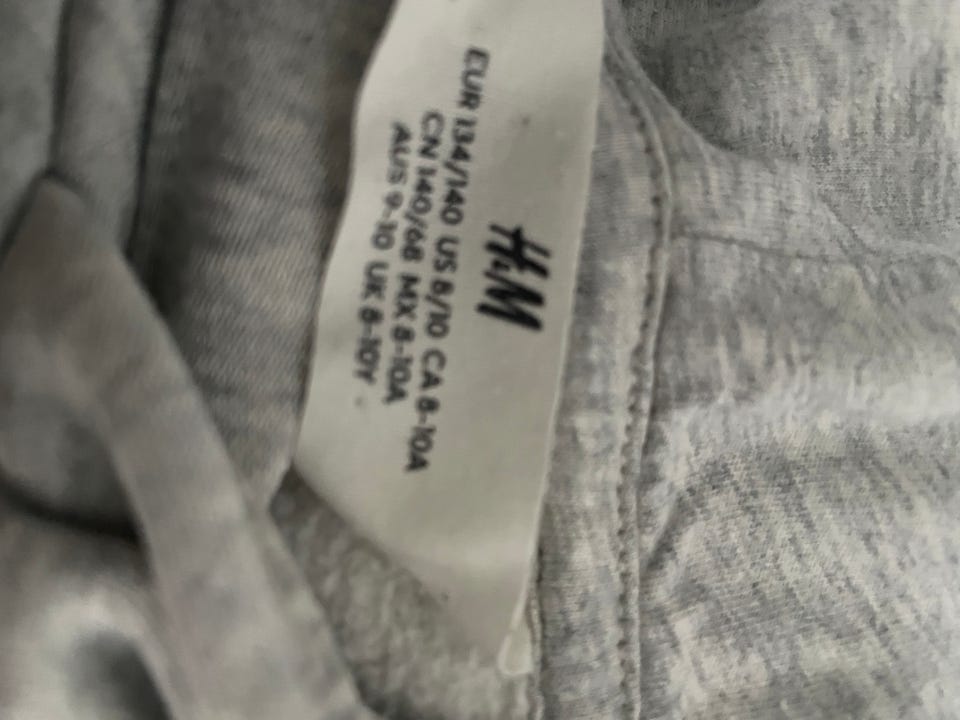 H&M
EUR 134/140 US 8/10 CA 8-10A
CN 140/68 MX 8-10A
AUS 9-10 UK 8-10Y